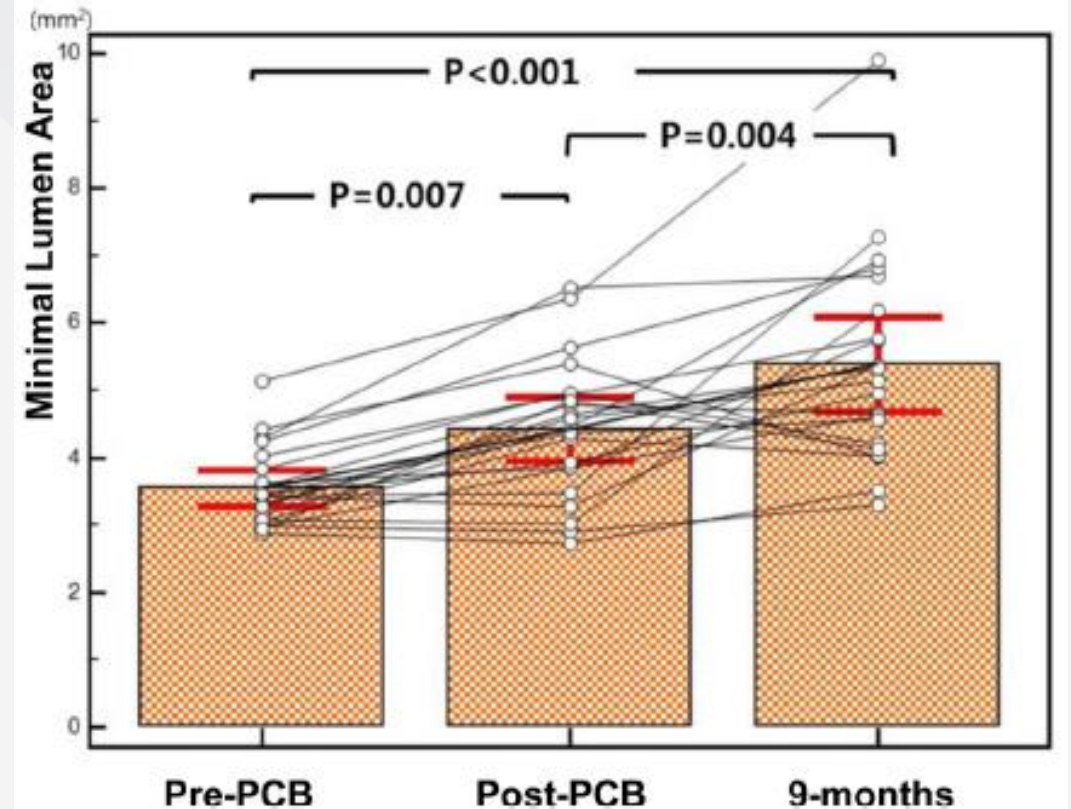 (mm²)
Minimal Lumen Area
10
8
6
4
2
0
P<0.001
P=0.004
P=0.007
Pre-PCB
Post-PCB
9-months